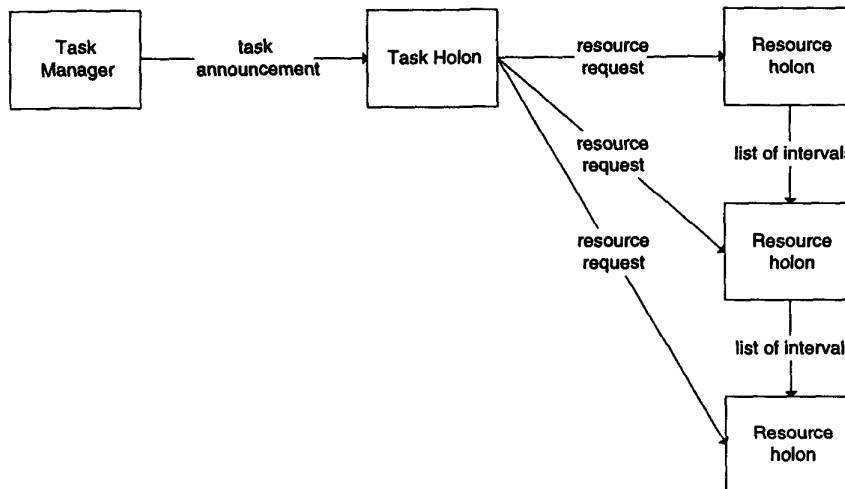 Task
Manager
task
announcement
Task Holon
resource
request
Resource
holon
list of intervals
resource
request
Resource
holon
resource
request
list of interval
Resource
holon